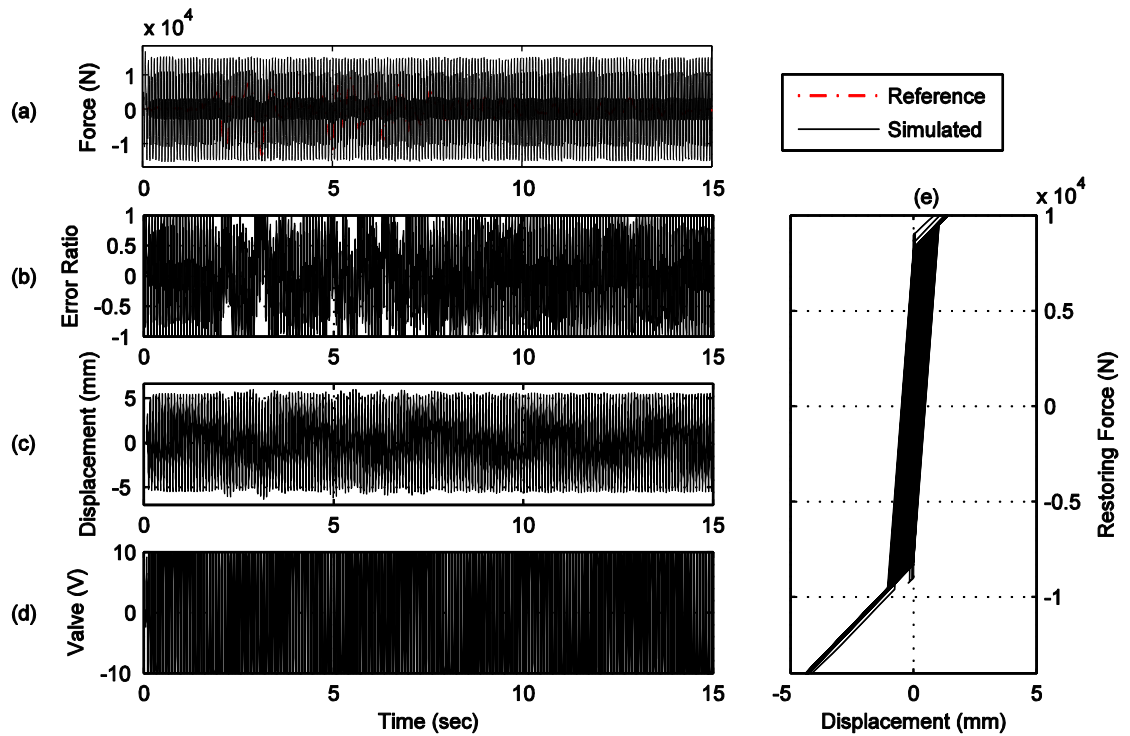 x 10^4
(a)
Force (N)
1
0
-1
0 5 10 15
(b)
Error Ratio
1
0.5
0
-0.5
-1
0 5 10 15
(c)
Displacement (mm)
5
0
-5
0 5 10 15
(d)
Valve (V)
10
0
-10
0 5 10 15
Time (sec)
Reference
Simulated
(e)
x 10^4
1
0.5
0
-0.5
-1
Restoring Force (N)
-5 0 5
Displacement (mm)